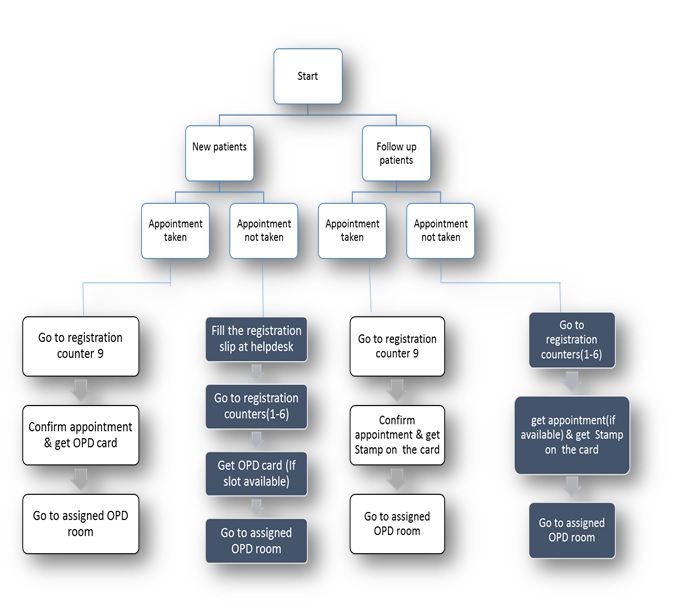 Start
New patients
Follow up
patients
Appointment
taken
Appointment
not taken
Appointment
taken
Appointment
not taken
Go to registration
counter 9
Confirm appointment
& get OPD card
Go to assigned OPD
room
Fill the registration
slip at helpdesk
Go to registration
counters(1-6)
Get OPD card (If
slot available)
Go to assigned
OPD room
Go to registration
counter 9
Confirm
appointment & get
Stamp on the card
Go to assigned
OPD room
Go to
registration
counters(1-6)
get appointment(if
available) & get Stamp
on the card
Go to assigned
OPD room